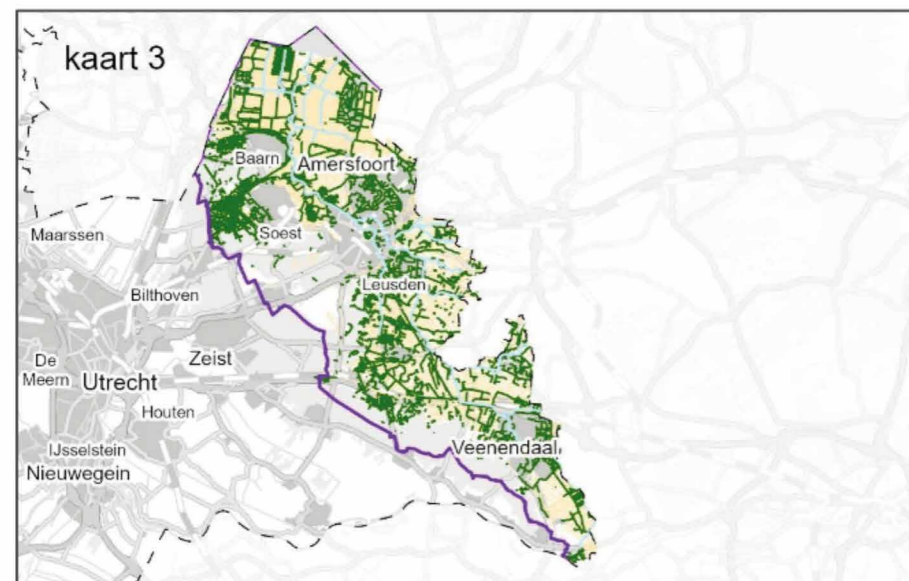 kaart 3
Baarn
Amersfoort
Maarssen
Soest
Bilthoven
Leusden
Zeist
De
Meern
Utrecht
Houten
IJsselstein
Veenendaal
Nieuwegein